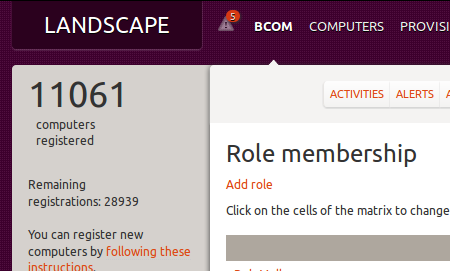 LANDSCAPE
5
BCOM COMPUTERS
11061
computers
registered
Remaining
registrations: 28939
You can register new
computers by following these
instructions.
ACTIVITIES ALERTS
Role membership
Add role
Click on the cells of the matrix to change